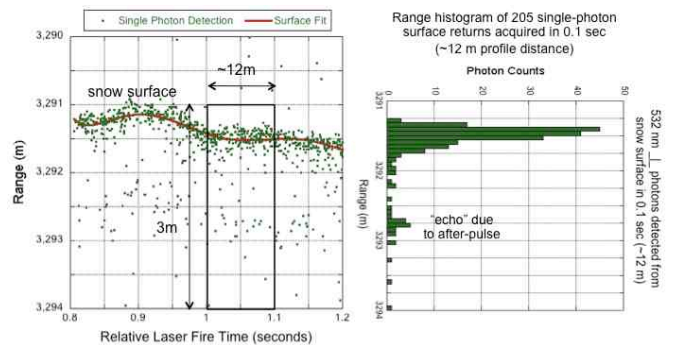 Single Photon Detection
Surface Fit
3,290
3,291
3,292
3,293
3,294
Range (m)
snow surface
~12m
3m
0.8
0.9
1.0
1.1
1.2
Relative Laser Fire Time (seconds)
Range histogram of 205 single-photon
surface returns acquired in 0.1 sec
(~12 m profile distance)
Photon Counts
0
10
20
30
40
50
3291
3292
3293
3294
Range (m)
"echo" due
to after-pulse
532 nm _|_ photons detected from
snow surface in 0.1 sec (~12 m)